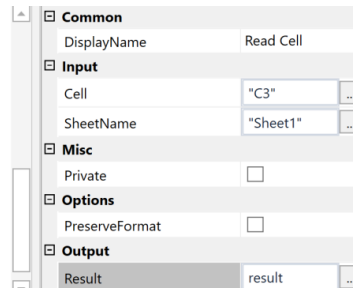 Common
DisplayName Read Cell
Input
Cell "C3" ...
SheetName "Sheet1" ...
Misc
Private
Options
PreserveFormat
Output
Result result ...